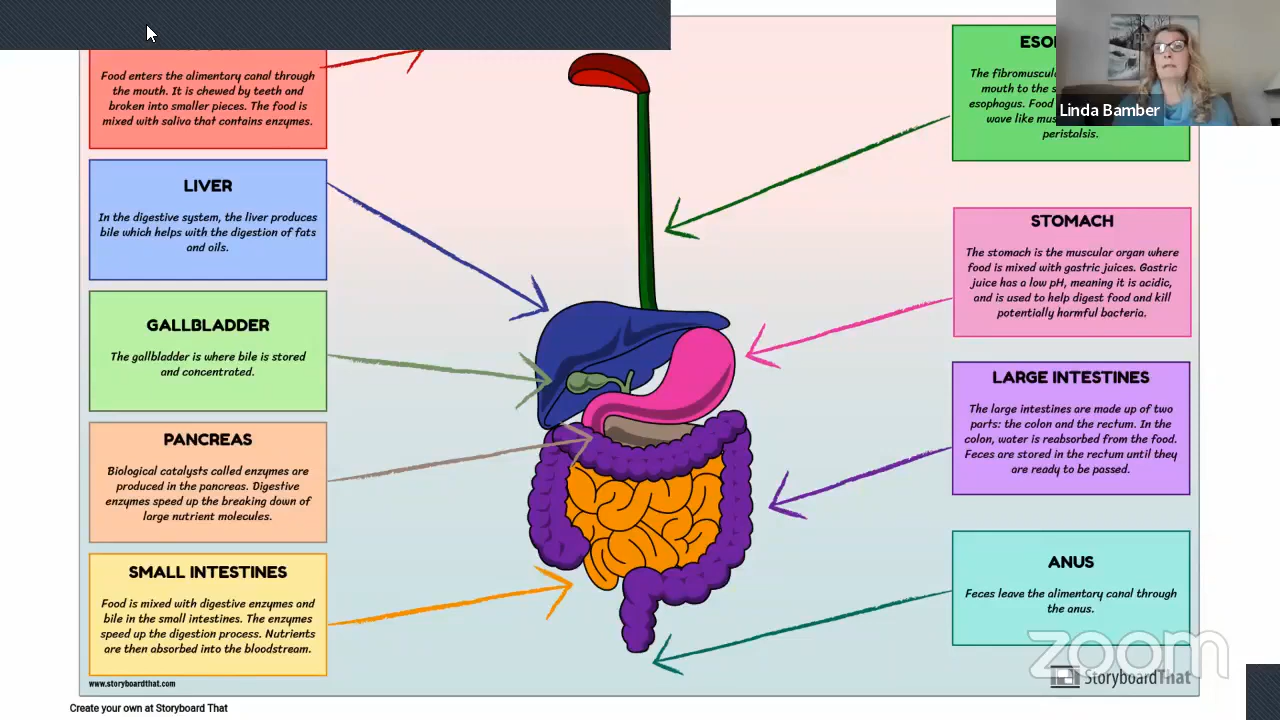 Food enters the alimentary canal through
the mouth. It is chewed by teeth and
broken into smaller pieces. The food is
mixed with saliva that contains enzymes.
LIVER
In the digestive system, the liver produces
bile which helps with the digestion of fats
and oils.
GALLBLADDER
The gallbladder is where bile is stored
and concentrated.
PANCREAS
Biological catalysts called enzymes are
produced in the pancreas. Digestive
enzymes speed up the breaking down of
large nutrient molecules.
SMALL INTESTINES
Food is mixed with digestive enzymes and
bile in the small intestines. The enzymes
speed up the digestion process. Nutrients
are then absorbed into the bloodstream.
www.storyboardthat.com
Create your own at Storyboard That
The
mouth to the
esophagus. Food
wave like
peristalsis.
Linda Bamber
STOMACH
The stomach is the muscular organ where
food is mixed with gastric juices. Gastric
juice has a low pH, meaning it is acidic,
and is used to help digest food and kill
potentially harmful bacteria.
LARGE INTESTINES
The large intestines are made up of two
parts: the colon and the rectum. In the
colon, water is reabsorbed from the food.
Feces are stored in the rectum until they
are ready to be passed.
ANUS
Feces leave the alimentary canal through
the anus.
zoom
StoryboardThat